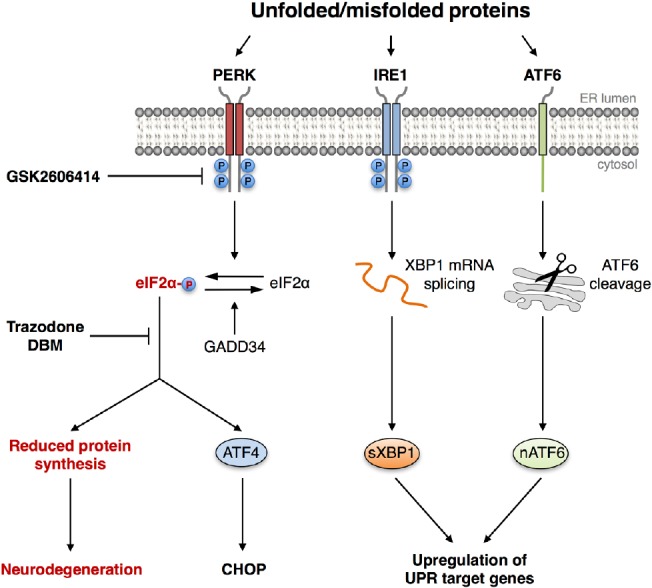 Unfolded/misfolded proteins
PERK
IRE1
ATF6
ER lumen
cytosol
P P
P P
P P
P P
GSK2606414
eIF2α-P
eIF2α
XBP1 mRNA
splicing
ATF6
cleavage
Trazodone
DBM
GADD34
Reduced protein
synthesis
ATF4
sXBP1
nATF6
Neurodegeneration
CHOP
Upregulation of
UPR target genes